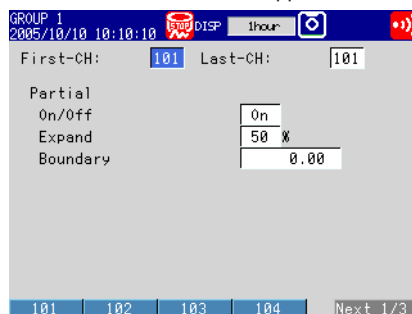 GROUP 1
2005/10/10 10:10:10 STOP DISP 1hour
First-CH: 101 Last-CH: 101
Partial
On/Off On
Expand 50 %
Boundary 0.00
101 102 103 104 Next 1/3